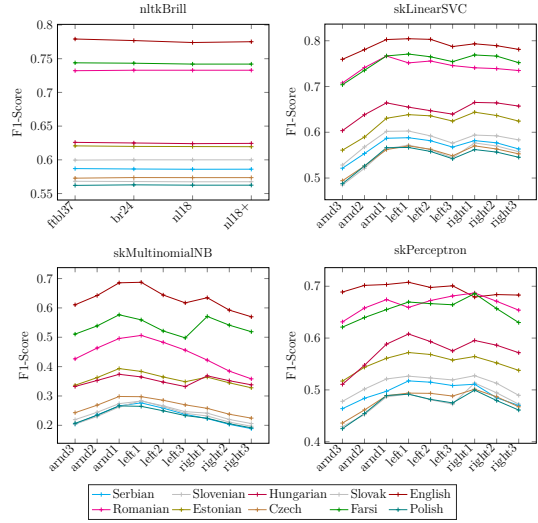 nltkBrill
0.8
0.75
0.7
0.65
0.6
0.55
F1-Score
ftbl37
br24
nl18
nl18+
skLinearSVC
0.8
0.7
0.6
0.5
F1-Score
arnd3
arnd2
arnd1
left1
left2
left3
right1
right2
right3
skMultinomialNB
0.7
0.6
0.5
0.4
0.3
0.2
F1-Score
arnd3
arnd2
arnd1
left1
left2
left3
right1
right2
right3
skPerceptron
0.7
0.6
0.5
0.4
F1-Score
arnd3
arnd2
arnd1
left1
left2
left3
right1
right2
right3
Serbian Slovenian Hungarian Slovak English
Romanian Estonian Czech Farsi Polish